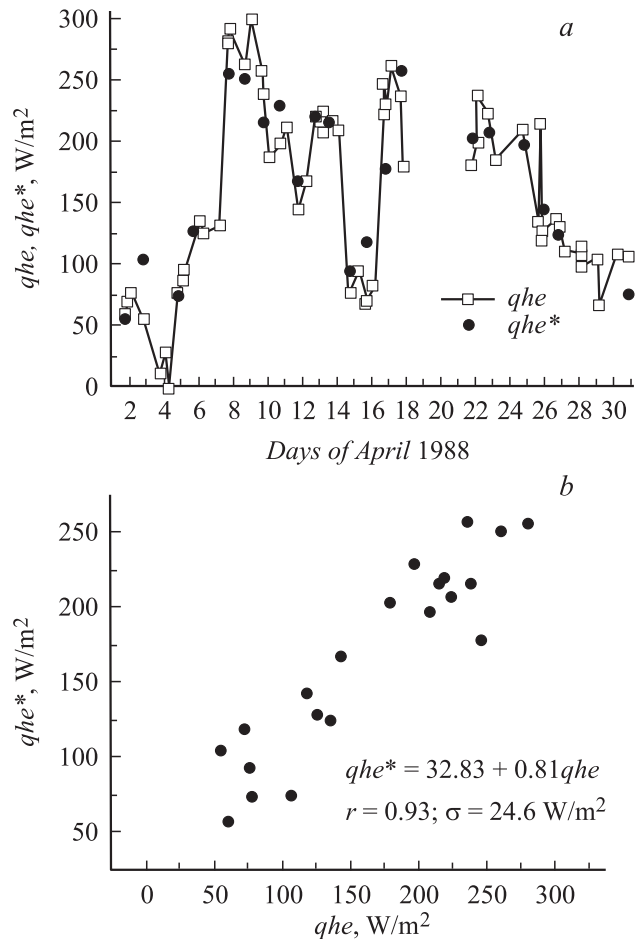 a
300
250
200
150
100
50
0
qhe, qhe*, W/m²
qhe
qhe*
2 4 6 8 10 12 14 16 18 22 24 26 28 30
Days of April 1988
b
250
200
150
100
50
qhe*, W/m²
qhe* = 32.83 + 0.81qhe
r = 0.93; σ = 24.6 W/m²
0 50 100 150 200 250 300
qhe, W/m²